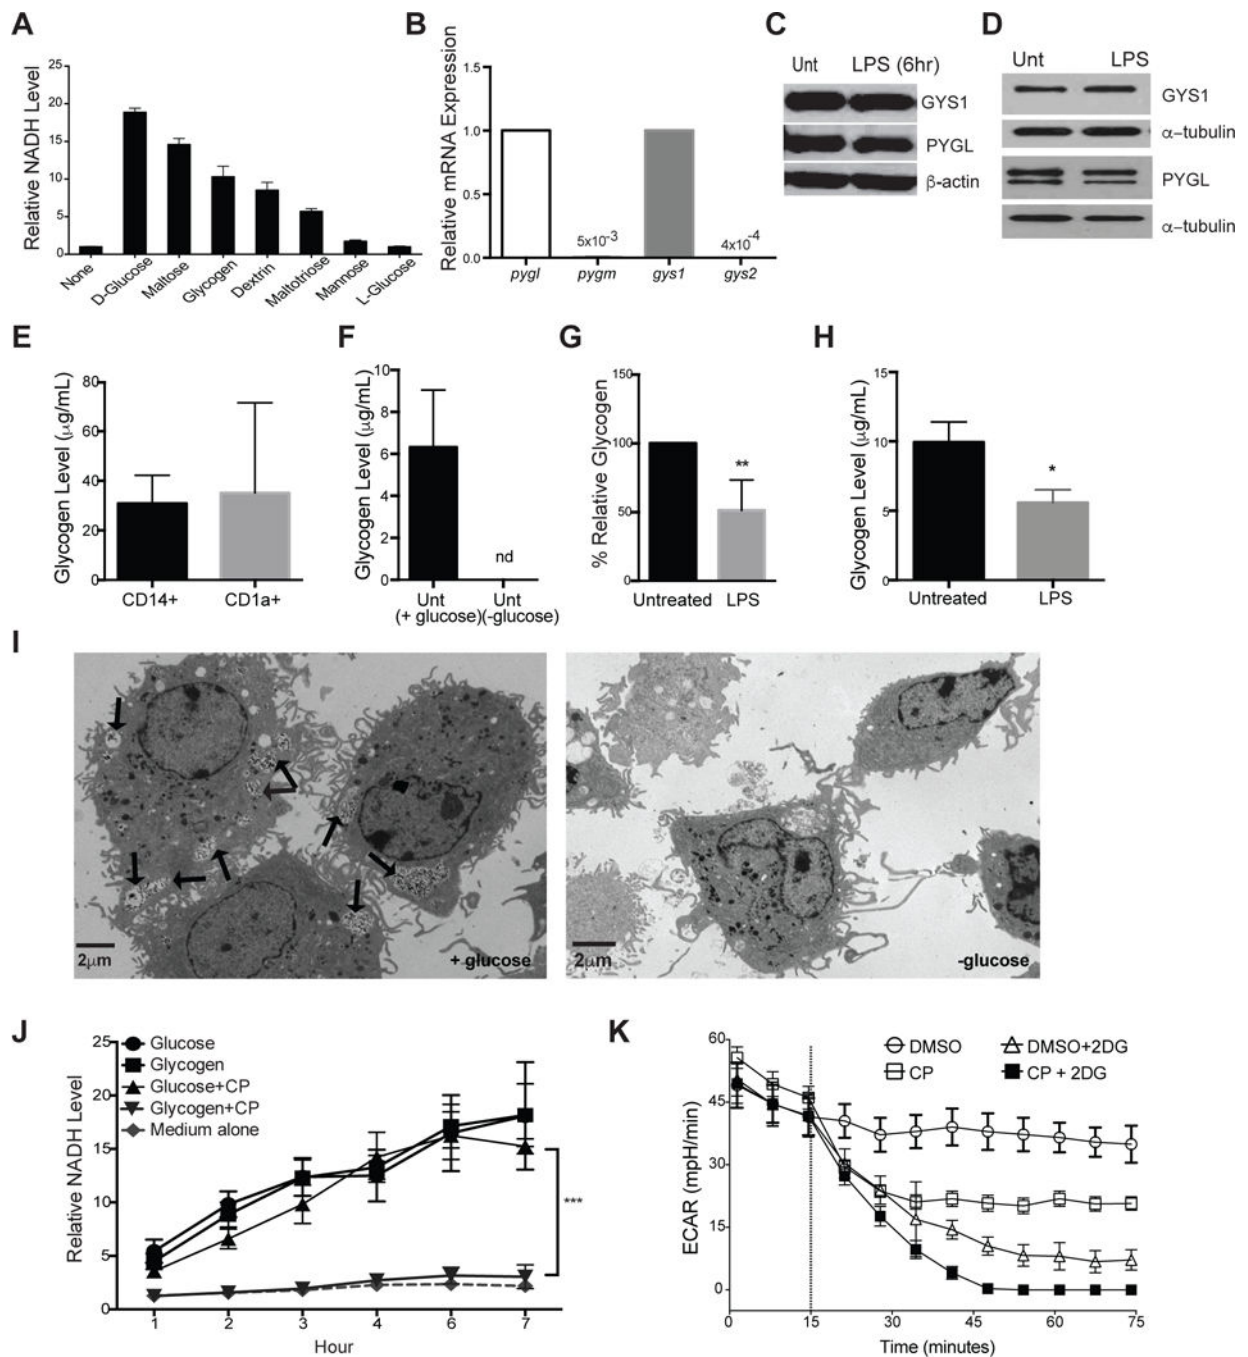 A
Relative NADH Level
25
20
15
10
5
0
None
D-Glucose
Maltose
Glycogen
Dextrin
Maltotriose
Mannose
L-Glucose
B
Relative mRNA Expression
1.5
1.0
0.5
0.0
5x10-3
4x10-4
pygl
pygm
gys1
gys2
C
Unt LPS (6hr)
GYS1
PYGL
β-actin
D
Unt LPS
GYS1
α-tubulin
PYGL
α-tubulin
E
Glycogen Level (µg/mL)
80
60
40
20
0
CD14+ CD1a+
F
Glycogen Level (µg/mL)
10
8
6
4
2
0
nd
Unt Unt
(+ glucose)(-glucose)
G
% Relative Glycogen
150
100
50
0
**
Untreated LPS
H
Glycogen Level (µg/mL)
15
10
5
0
*
Untreated LPS
I
2µm
+ glucose
2µm
-glucose
J
Relative NADH Level
25
20
15
10
5
0
Glucose
Glycogen
Glucose+CP
Glycogen+CP
Medium alone
***
1 2 3 4 6 7
Hour
K
ECAR (mpH/min)
60
45
30
15
0
DMSO DMSO+2DG
CP CP + 2DG
0 15 30 45 60 75
Time (minutes)